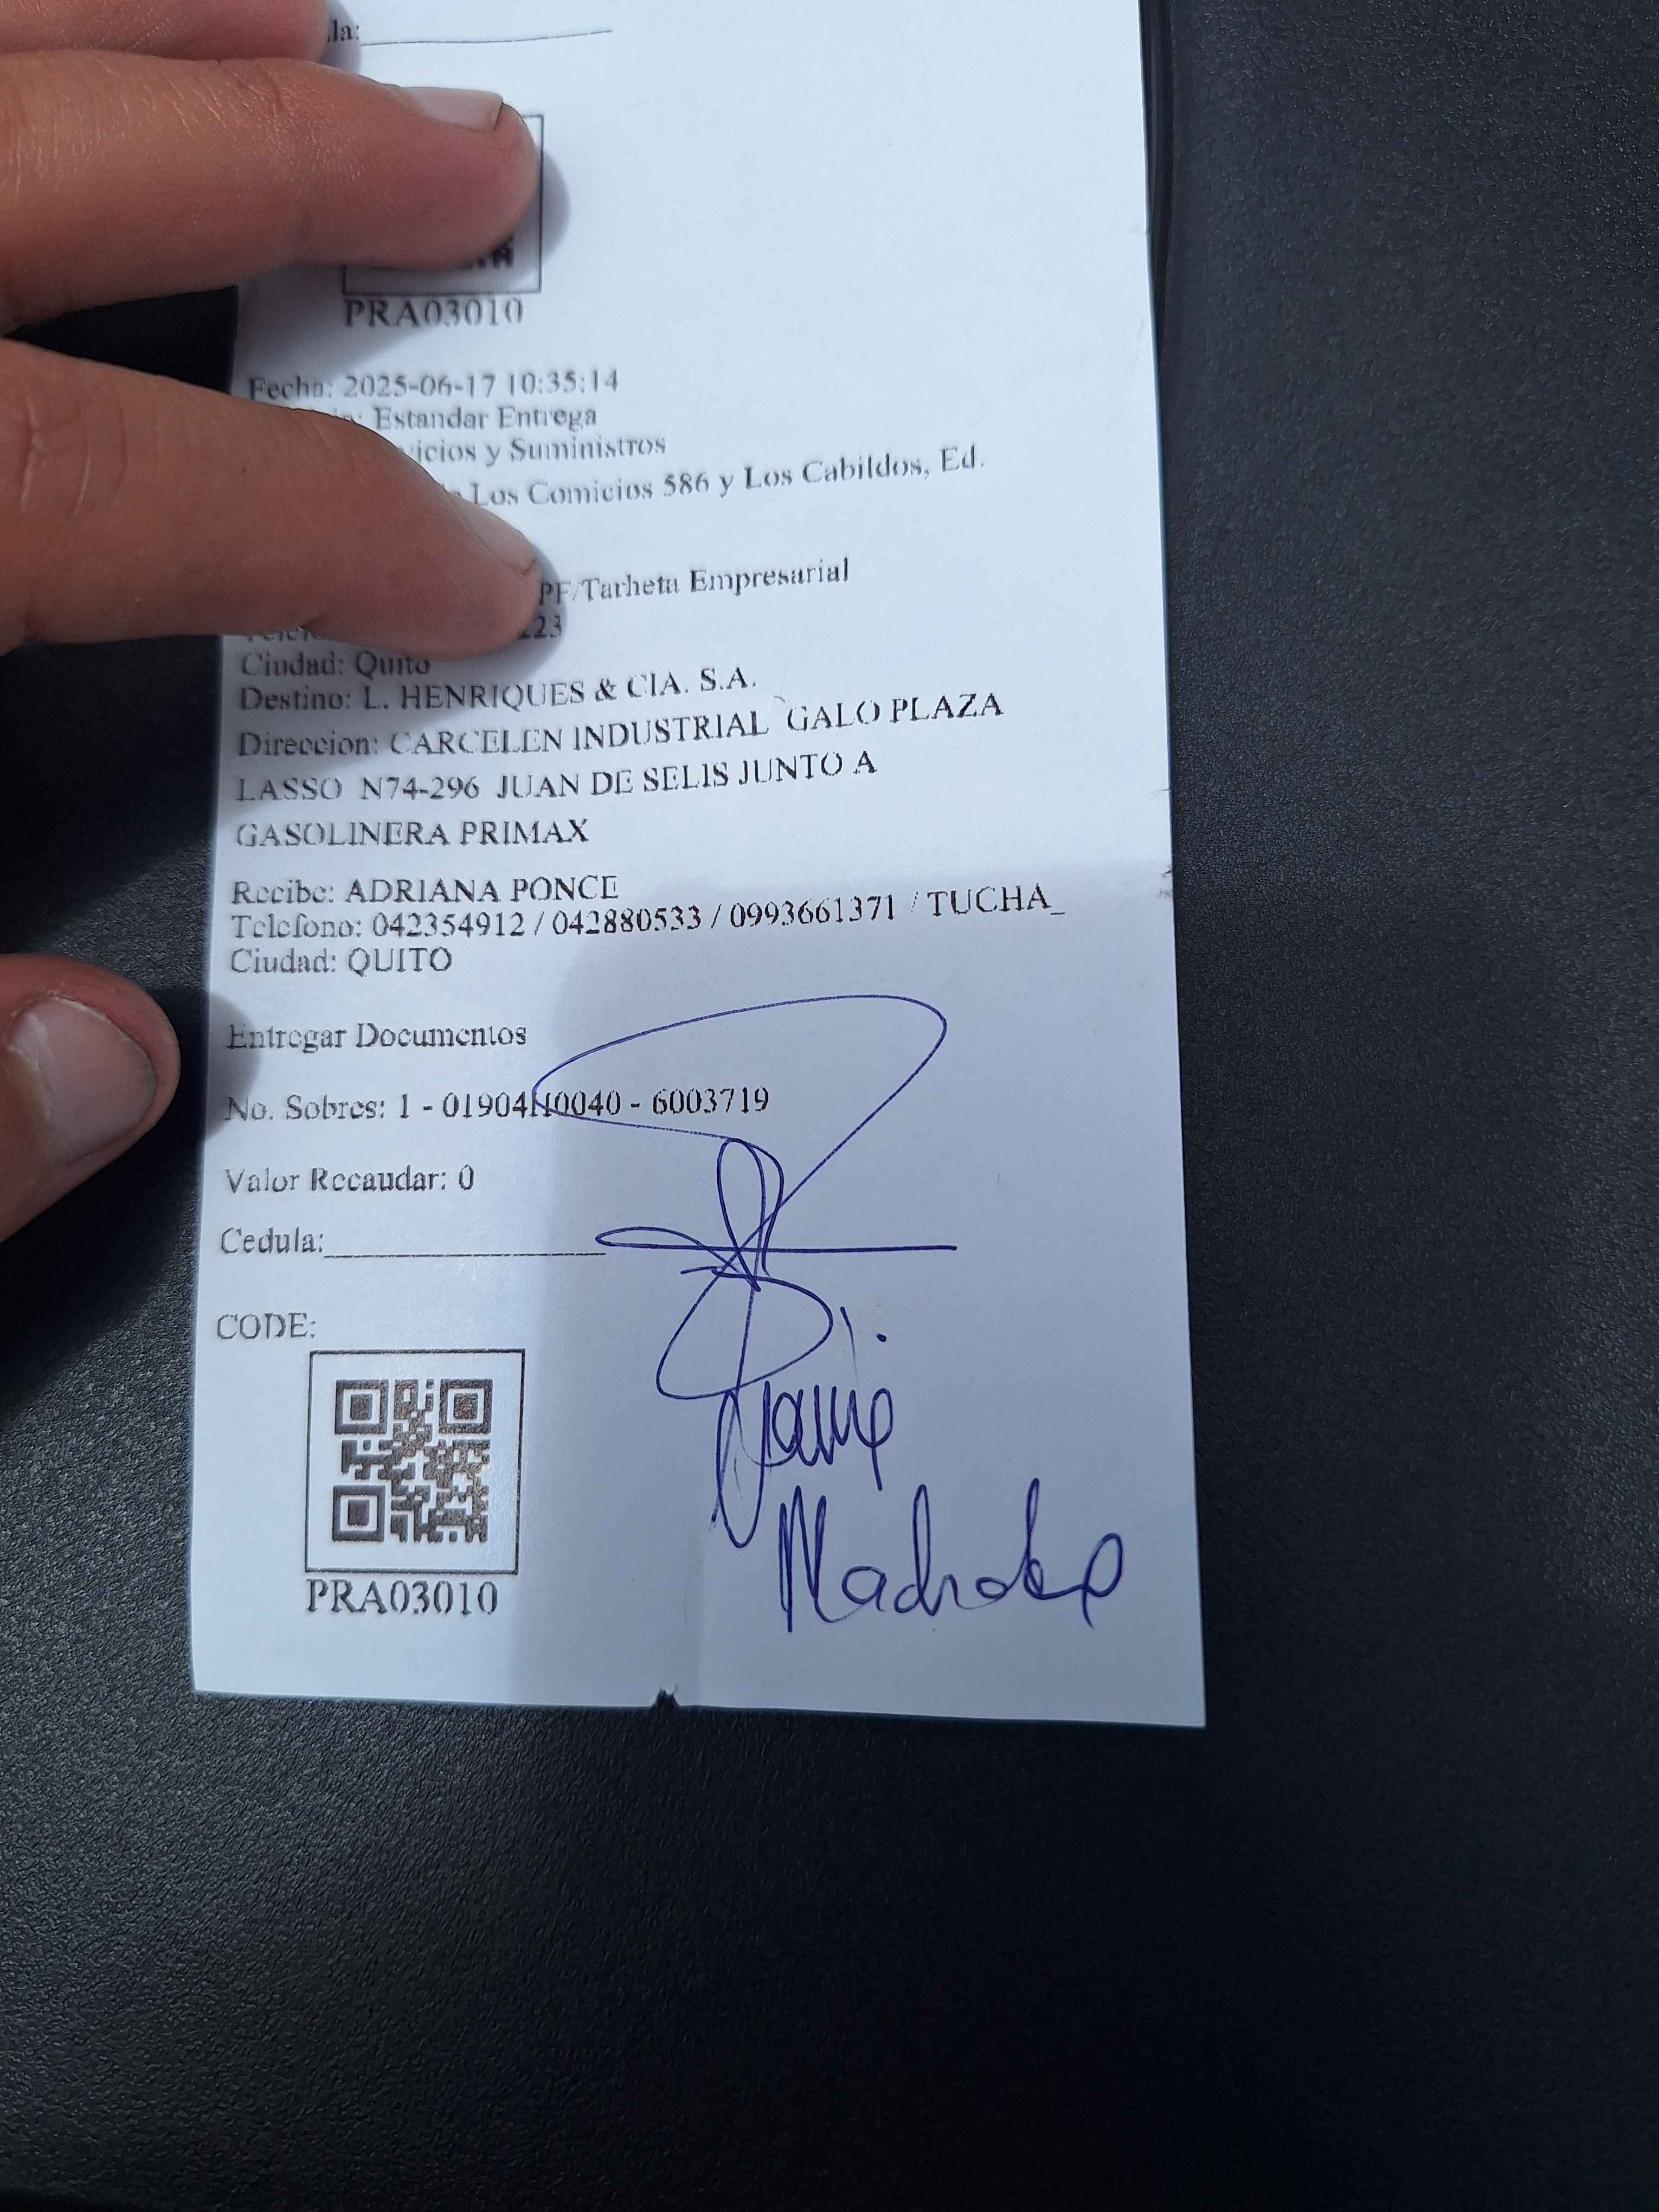 la:
PRA03010
Fecha: 2025-06-17 10:35:14
Estandar Entrega
y Suministros
Los Comicios 586 y Los Cabildos, Ed.
PF/Tarheta Empresarial
223
Ciudad: Quito
Destino: L. HENRIQUES & CIA. S.A.
Direccion: CARCELEN INDUSTRIAL GALO PLAZA
LASSO N74-296 JUAN DE SELIS JUNTO A
GASOLINERA PRIMAX
Recibe: ADRIANA PONCE
Telefono: 042354912 / 042880533 / 0993661371 / TUCHA_
Ciudad: QUITO
Entregar Documentos
No. Sobres: 1 - 01904H0040 - 6003719
Valor Recaudar: 0
Cedula:
CODE:
PRA03010